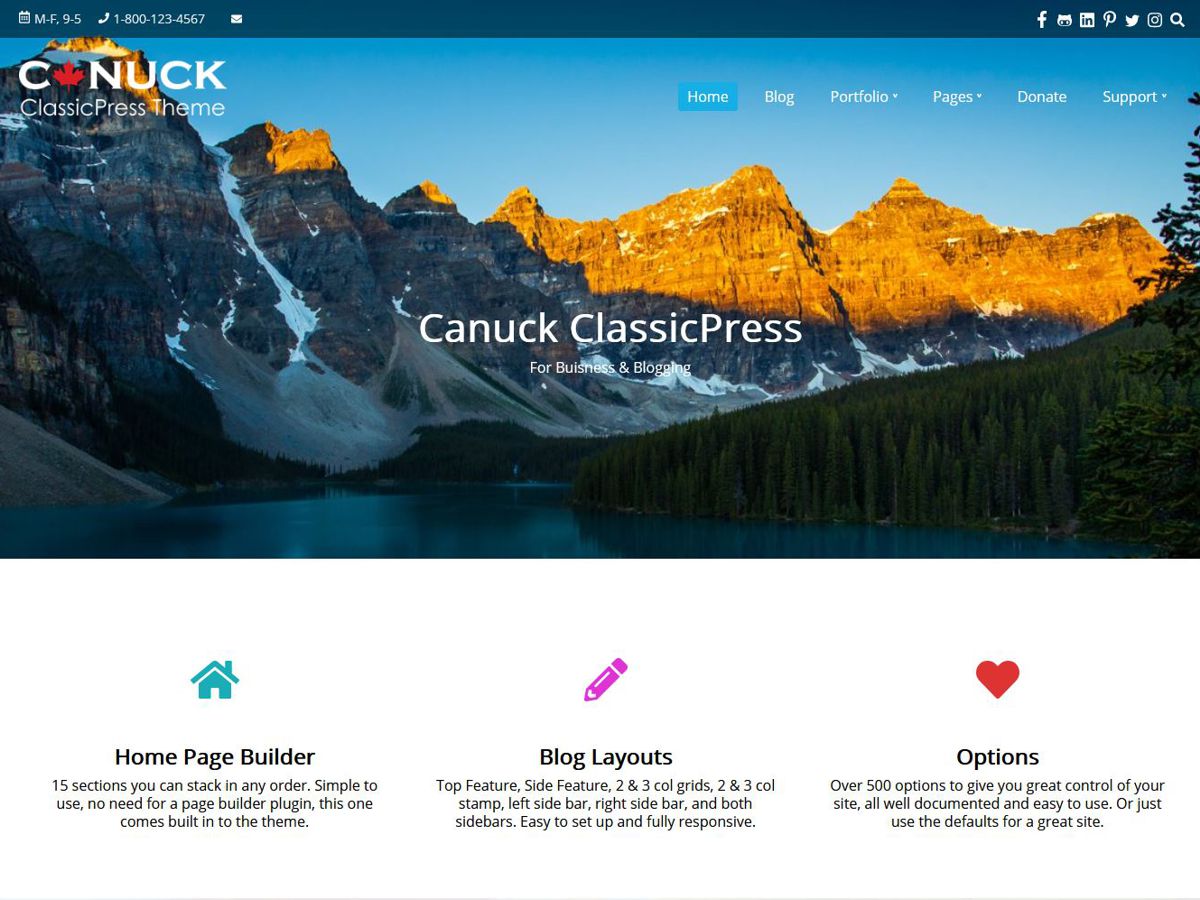 M-F, 9-5 1-800-123-4567
CANUCK
ClassicPress Theme
Home Blog Portfolio Pages Donate Support
Canuck ClassicPress
For Buisness & Blogging
Home Page Builder
15 sections you can stack in any order. Simple to
use, no need for a page builder plugin, this one
comes built in to the theme.
Blog Layouts
Top Feature, Side Feature, 2 & 3 col grids, 2 & 3 col
stamp, left side bar, right side bar, and both
sidebars. Easy to set up and fully responsive.
Options
Over 500 options to give you great control of your
site, all well documented and easy to use. Or just
use the defaults for a great site.